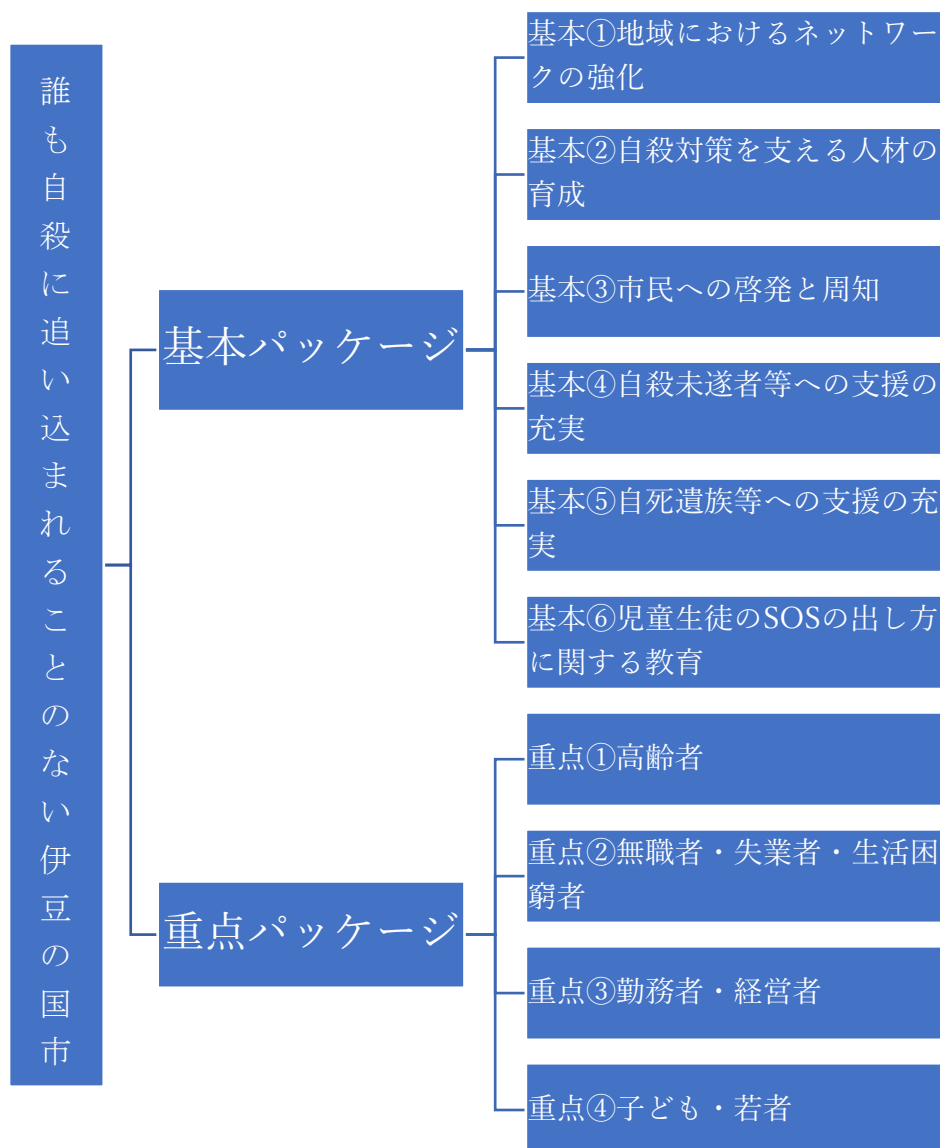 誰も自殺に追い込まれることのない伊豆の国市
基本パッケージ
基本①地域におけるネットワー
クの強化
基本②自殺対策を支える人材の
育成
基本③市民への啓発と周知
基本④自殺未遂者等への支援の
充実
基本⑤自死遺族等への支援の充
実
基本⑥児童生徒のSOSの出し方
に関する教育
重点パッケージ
重点①高齢者
重点②無職者・失業者・生活困
窮者
重点③勤務者・経営者
重点④子ども・若者